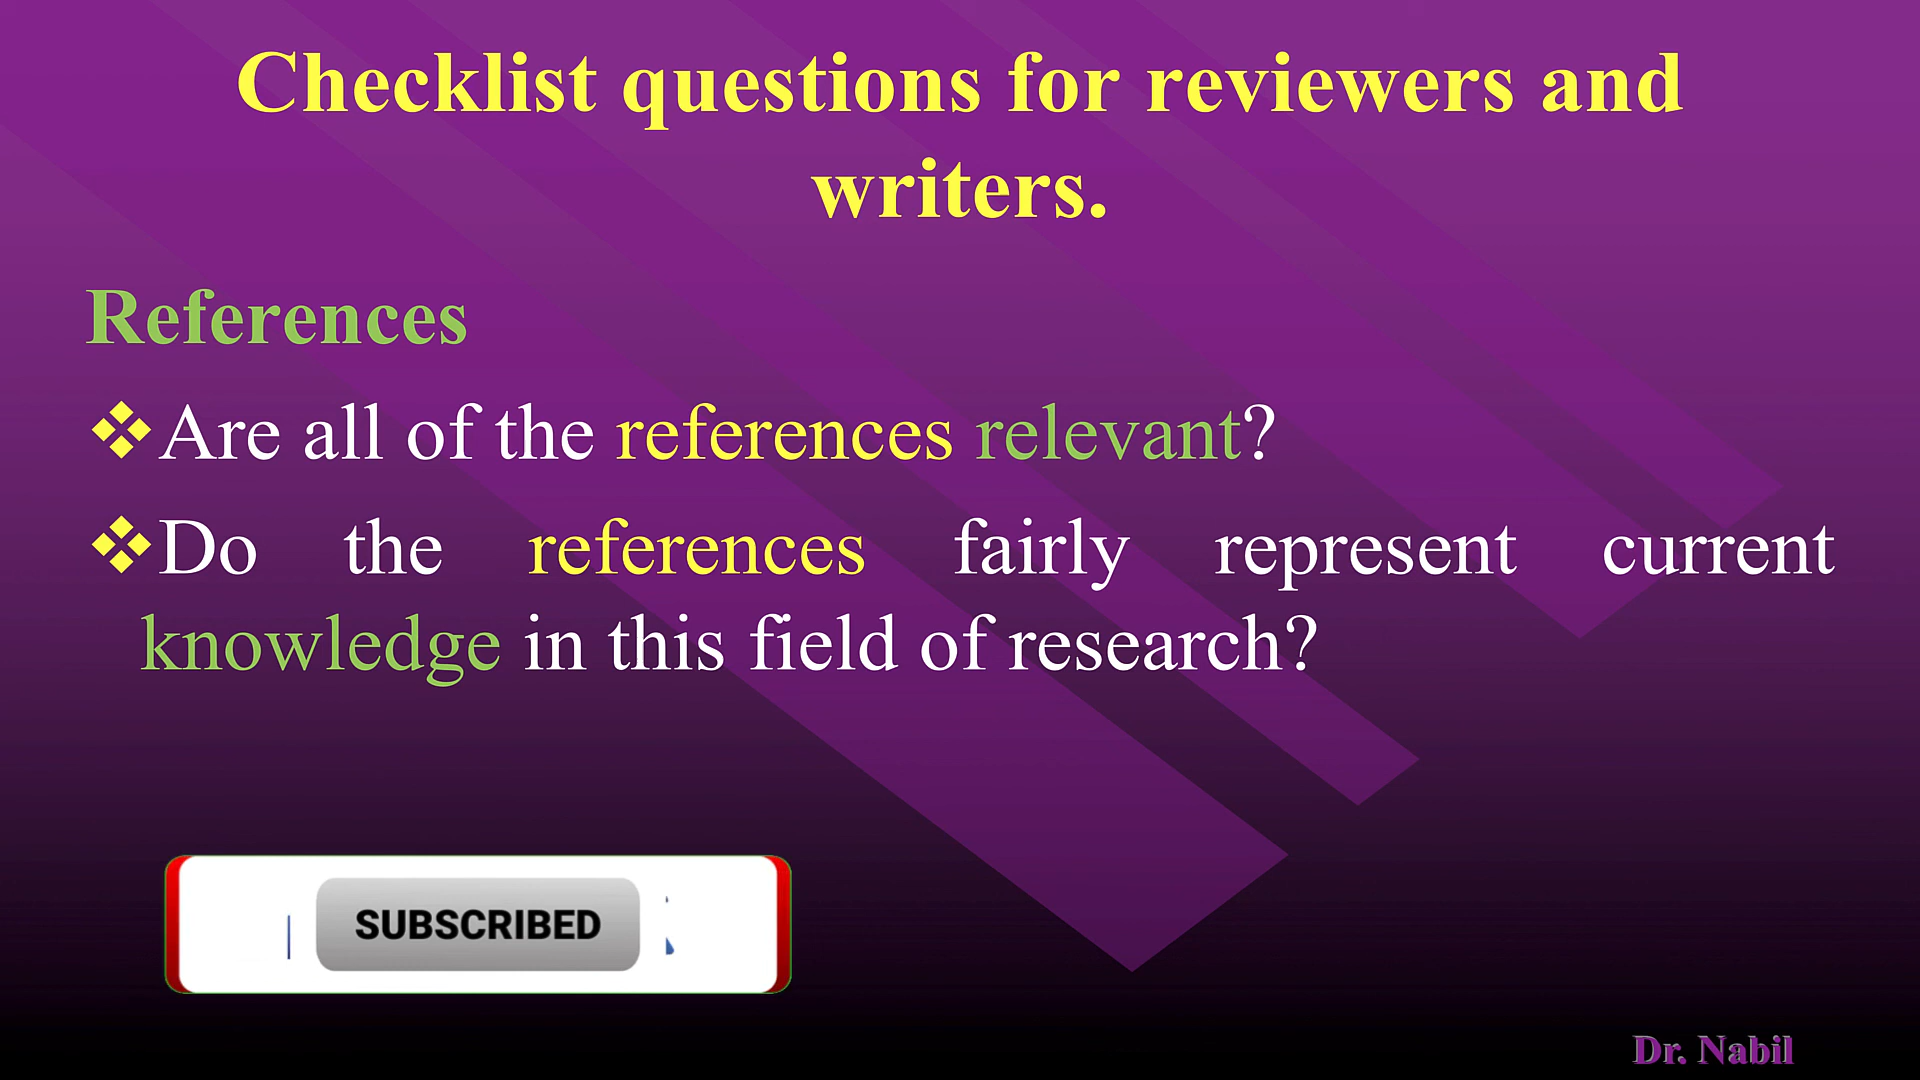 Checklist questions for reviewers and
writers.
References
❖Are all of the references relevant?
❖Do the references fairly represent current
knowledge in this field of research?
SUBSCRIBED
Dr. Nabil